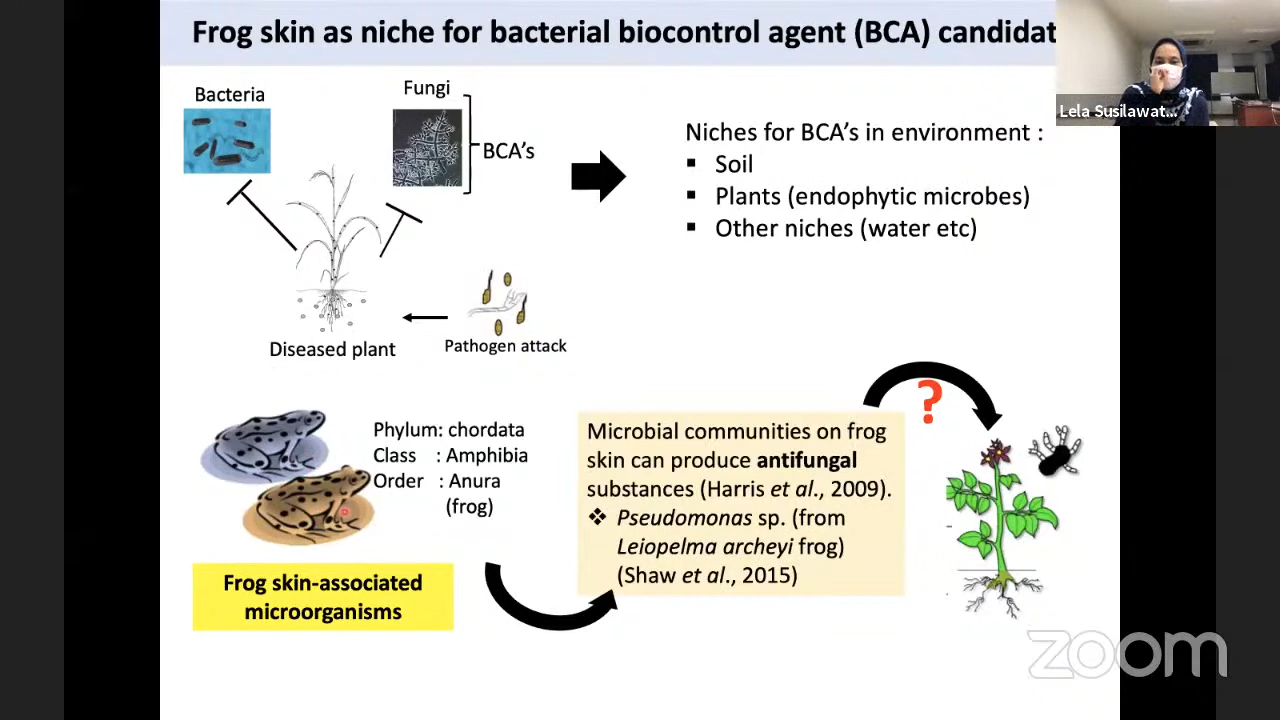 Frog skin as niche for bacterial biocontrol agent (BCA) candidat
Lela Susilawat...
Bacteria
Fungi
BCA's
Diseased plant
Pathogen attack
Niches for BCA's in environment :
▪ Soil
▪ Plants (endophytic microbes)
▪ Other niches (water etc)
Phylum: chordata
Class : Amphibia
Order : Anura
(frog)
Frog skin-associated
microorganisms
Microbial communities on frog
skin can produce antifungal
substances (Harris et al., 2009).
❖ Pseudomonas sp. (from
Leiopelma archeyi frog)
(Shaw et al., 2015)
?
zoom